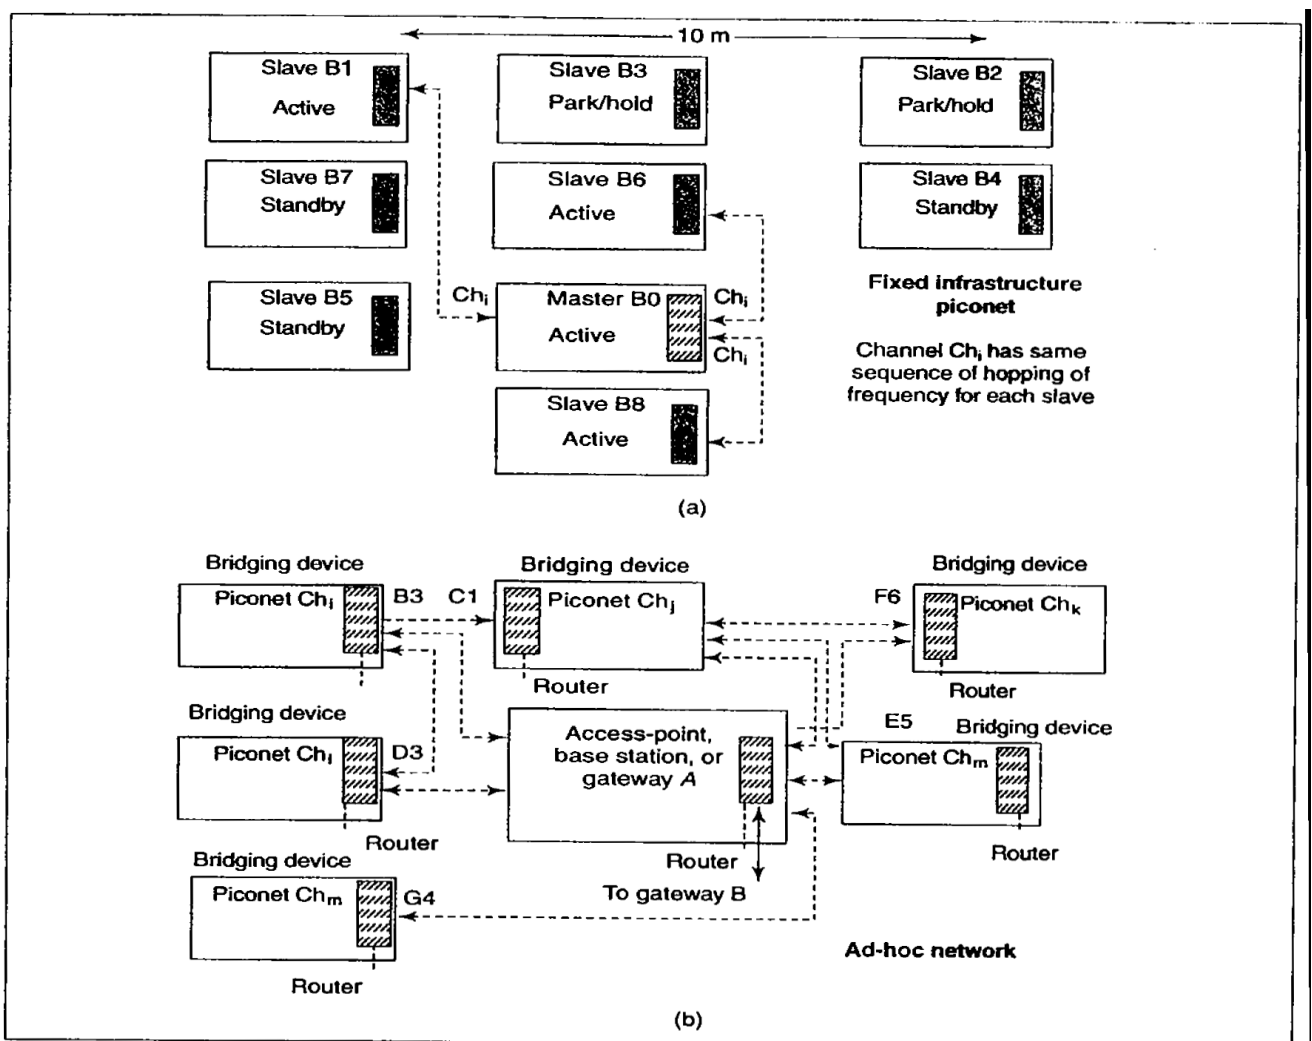 10 m
Slave B1
Active
Slave B3
Park/hold
Slave B2
Park/hold
Slave B7
Standby
Slave B6
Active
Slave B4
Standby
Slave B5
Standby
Chi
Master B0
Active
Chi
Chi
Fixed infrastructure
piconet
Channel Chi has same
sequence of hopping of
frequency for each slave
Slave B8
Active
(a)
Bridging device
Piconet Chi
B3
C1
Bridging device
Piconet Chj
F6
Bridging device
Piconet Chk
Router
Router
Bridging device
Piconet Chl
D3
Router
Access-point,
base station, or
gateway A
Router
To gateway B
E5
Bridging device
Piconet Chm
Router
Bridging device
Piconet Chm
G4
Router
Ad-hoc network
(b)